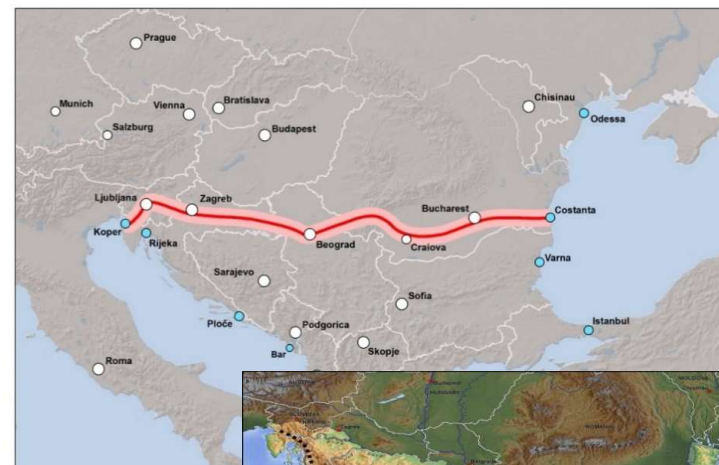 Prague
Munich
Vienna
Bratislava
Chisinau
Odessa
Salzburg
Budapest
Ljubljana
Zagreb
Bucharest
Costanta
Koper
Rijeka
Beograd
Craiova
Varna
Sarajevo
Sofia
Ploče
Podgorica
Istanbul
Bar
Skopje
Roma